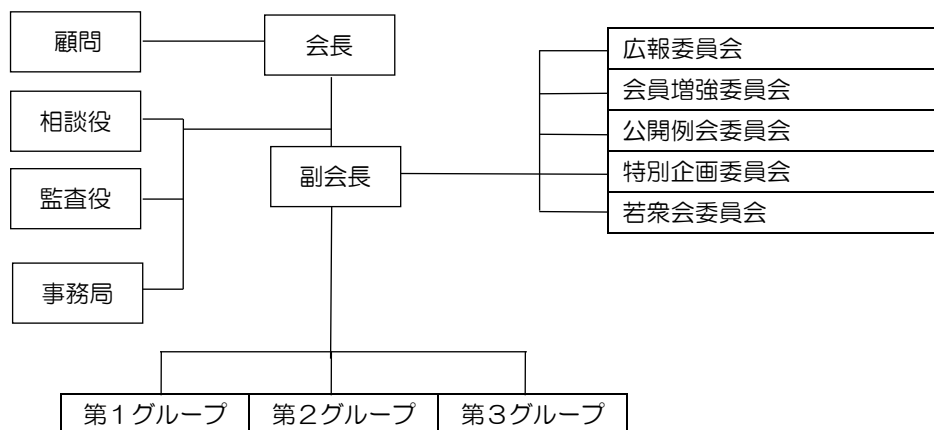 顧問
会長
相談役
副会長
監査役
事務局
広報委員会
会員増強委員会
公開例会委員会
特別企画委員会
若衆会委員会
第1グループ
第2グループ
第3グループ